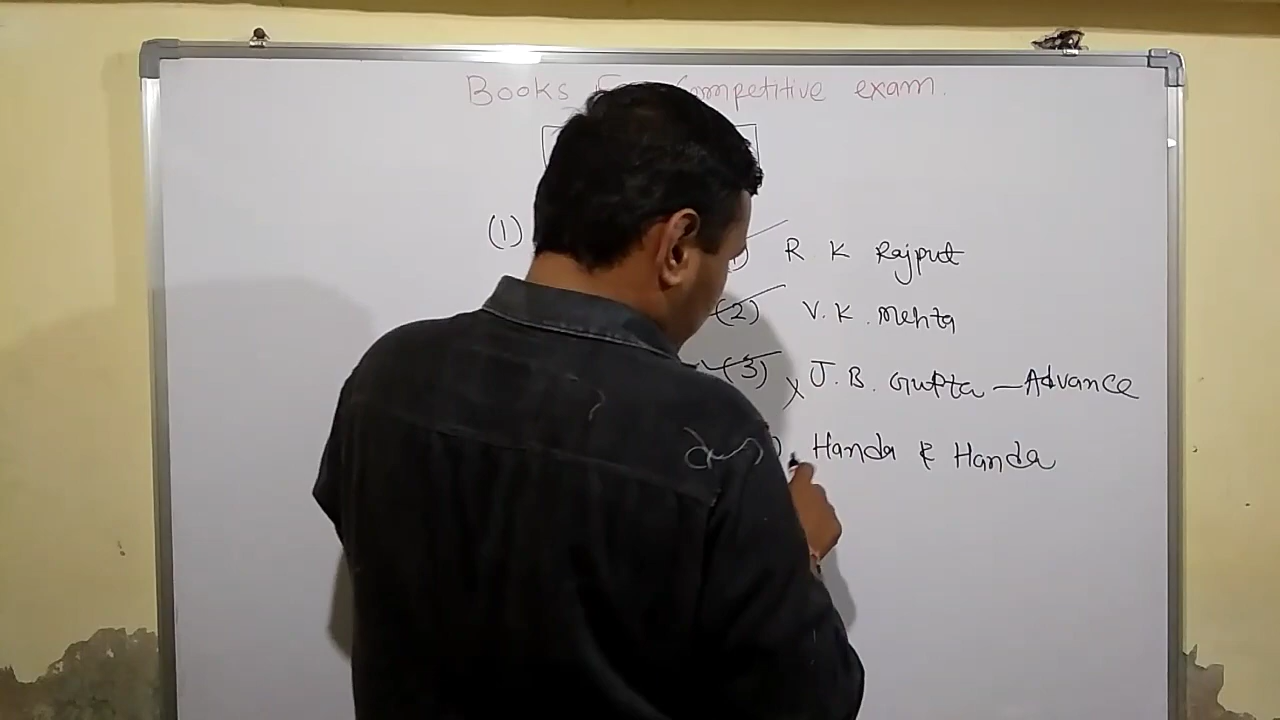 Books competitive exam.
(1)
R K Rajput
(2) V.K. Mehta
(3) X J.B. Gupta - Advance
Handa & Handa